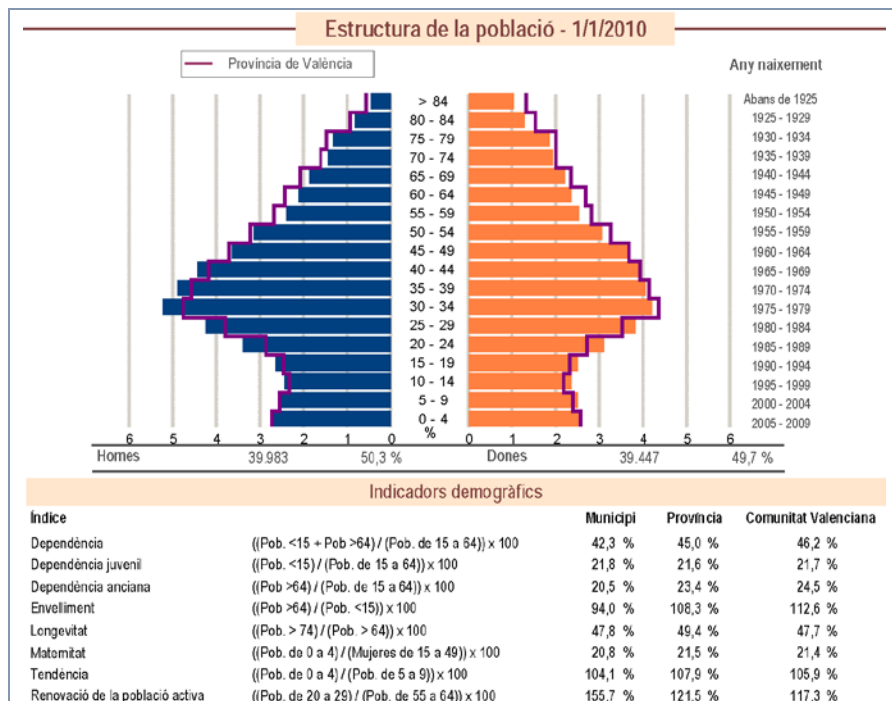 Estructura de la població - 1/1/2010
Província de València
Any naixement
> 84 Abans de 1925
80 - 84 1925 - 1929
75 - 79 1930 - 1934
70 - 74 1935 - 1939
65 - 69 1940 - 1944
60 - 64 1945 - 1949
55 - 59 1950 - 1954
50 - 54 1955 - 1959
45 - 49 1960 - 1964
40 - 44 1965 - 1969
35 - 39 1970 - 1974
30 - 34 1975 - 1979
25 - 29 1980 - 1984
20 - 24 1985 - 1989
15 - 19 1990 - 1994
10 - 14 1995 - 1999
5 - 9 2000 - 2004
0 - 4 2005 - 2009
6 5 4 3 2 1 0 % 0 1 2 3 4 5 6
Homes 39.983 50,3 % Dones 39.447 49,7 %
Indicadors demogràfics
Índice Municipi Província Comunitat Valenciana
Dependència ((Pob. <15 + Pob >64) / (Pob. de 15 a 64)) x 100 42,3 % 45,0 % 46,2 %
Dependència juvenil ((Pob. <15) / (Pob. de 15 a 64)) x 100 21,8 % 21,6 % 21,7 %
Dependència anciana ((Pob >64) / (Pob. de 15 a 64)) x 100 20,5 % 23,4 % 24,5 %
Envelliment ((Pob >64) / (Pob. <15)) x 100 94,0 % 108,3 % 112,6 %
Longevitat ((Pob. > 74) / (Pob. > 64)) x 100 47,8 % 49,4 % 47,7 %
Maternitat ((Pob. de 0 a 4) / (Mujeres de 15 a 49)) x 100 20,8 % 21,5 % 21,4 %
Tendència ((Pob. de 0 a 4) / (Pob. de 5 a 9)) x 100 104,1 % 107,9 % 105,9 %
Renovació de la població activa ((Pob. de 20 a 29) / (Pob. de 55 a 64)) x 100 155,7 % 121,5 % 117,3 %